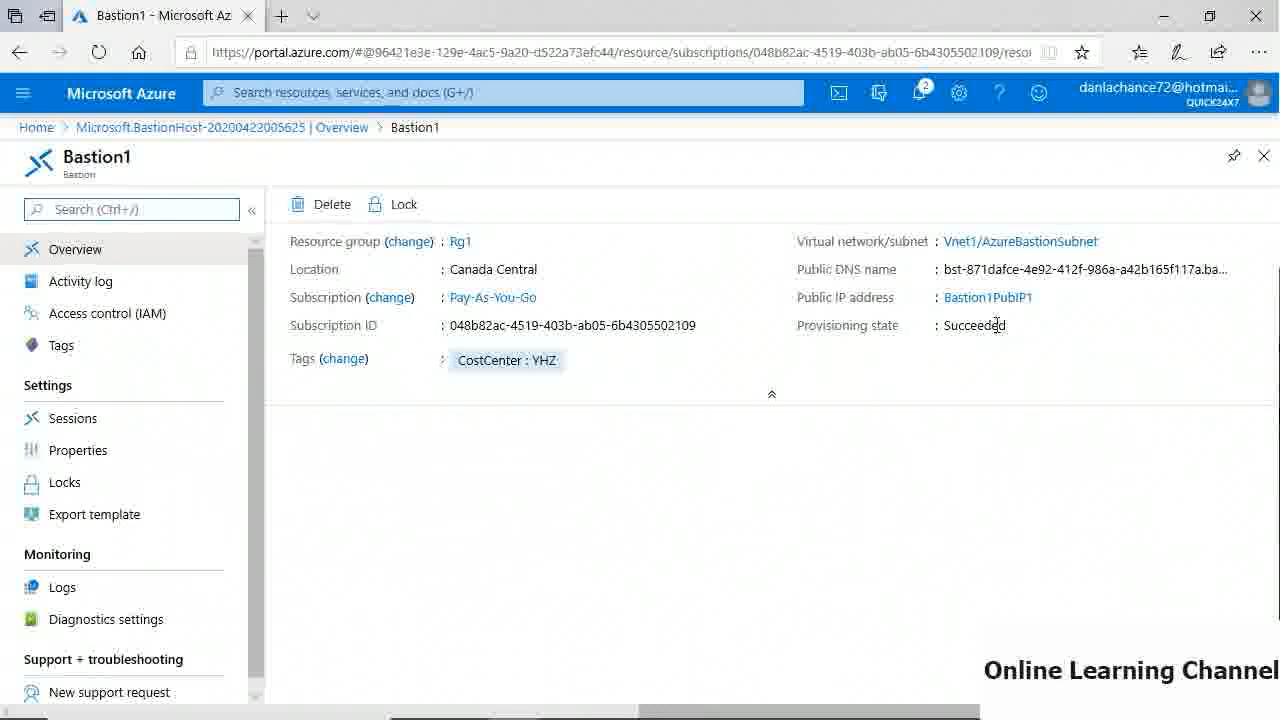 Bastion1 - Microsoft Azu
https://portal.azure.com/#@96421e3e-129e-4ac5-9a20-d522a73efc44/resource/subscriptions/048b82ac-4519-403b-ab05-6b4305502109/resou
Microsoft Azure
Search resources, services, and docs (G+/)
2
danlachance72@hotmai...
QUICK24X7
Home > Microsoft.BastionHost-20200422005625 | Overview > Bastion1
Bastion1
Bastion
Search (Ctrl+/)
«
Overview
Activity log
Access control (IAM)
Tags
Settings
Sessions
Properties
Locks
Export template
Monitoring
Logs
Diagnostics settings
Support + troubleshooting
New support request
Delete Lock
Resource group (change) : Rg1
Location : Canada Central
Subscription (change) : Pay-As-You-Go
Subscription ID : 048b82ac-4519-403b-ab05-6b4305502109
Tags (change) : CostCenter : YHZ
Virtual network/subnet : Vnet1/AzureBastionSubnet
Public DNS name : bst-871dafce-4e92-412f-986a-a42b165f117a.ba...
Public IP address : Bastion1PubIP1
Provisioning state : Succeeded
Online Learning Channel